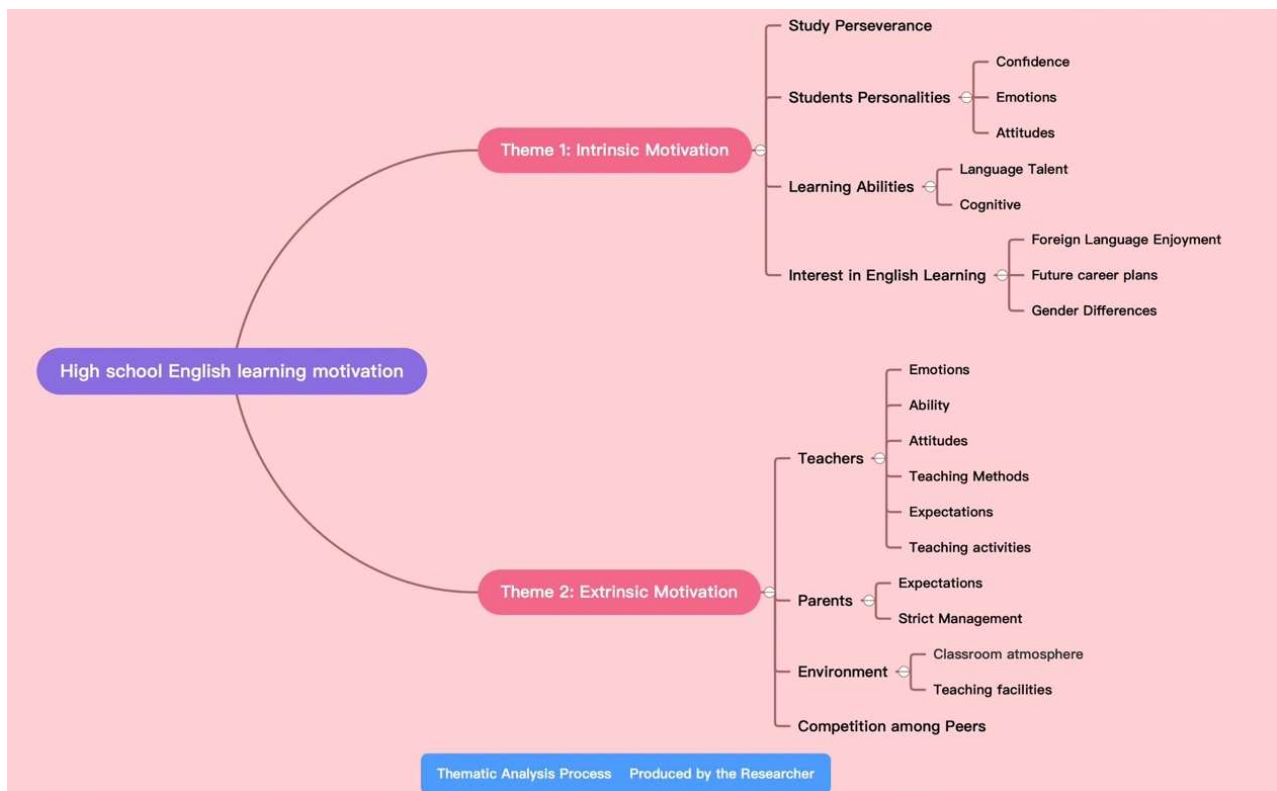 Study Perseverance
Confidence
Students Personalities
Emotions
Attitudes
Theme 1: Intrinsic Motivation
Language Talent
Learning Abilities
Cognitive
Foreign Language Enjoyment
Interest in English Learning
Future career plans
Gender Differences
High school English learning motivation
Emotions
Ability
Attitudes
Teachers
Teaching Methods
Expectations
Teaching activities
Theme 2: Extrinsic Motivation
Expectations
Parents
Strict Management
Classroom atmosphere
Environment
Teaching facilities
Competition among Peers
Thematic Analysis Process Produced by the Researcher